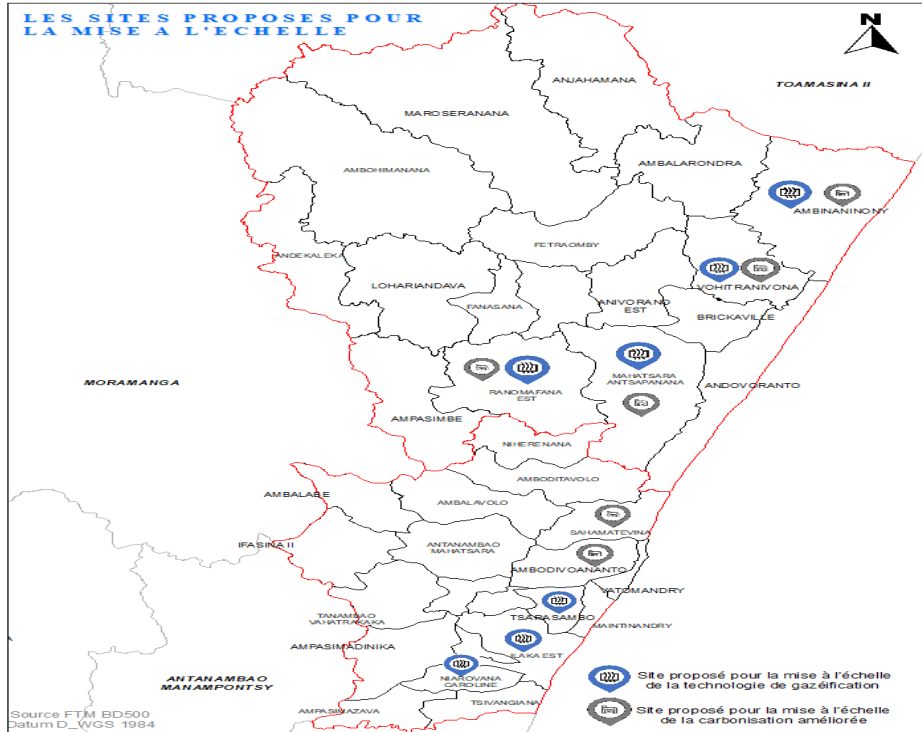 LES SITES PROPOSES POUR
LA MISE A L'ECHELLE
N
ANJAHAMANA
TOAMASINA II
MAROSERANANA
AMBALARONDRA
AMBOHIMANANA
AMBINANINONY
FETRAOMBY
ANDEKALEKA
LOHARIANDAVA
VOHITRANIVONA
FANASANA
ANIVORANO
EST
BRICKAVILLE
MORAMANGA
MAHATSARA
ANTSAPANANA
ANDOVORANTO
RANOMAFANA
EST
AMPASIMBE
NIHERENANA
AMBODITAVOLO
AMBALABE
AMBALAVOLO
SAHAMATEVINA
IFASINA II
ANTANAMBAO
MAHATSARA
AMBODIVOANANTO
VATOMANDRY
TANAMBAO
VAHATRAKAKA
TSARASAMBO
MAINTINANDRY
AMPASIMADINIKA
ILAKA EST
ANTANAMBAO
MANAMPONTSY
NIAROVANA
CAROLINE
TSIVANGIANA
AMPASIMAZAVA
Site proposé pour la mise à l'échelle
de la technologie de gazéification
Site proposé pour la mise à l'échelle
de la carbonisation améliorée
Source FTM BD500
Datum D_WGS 1984